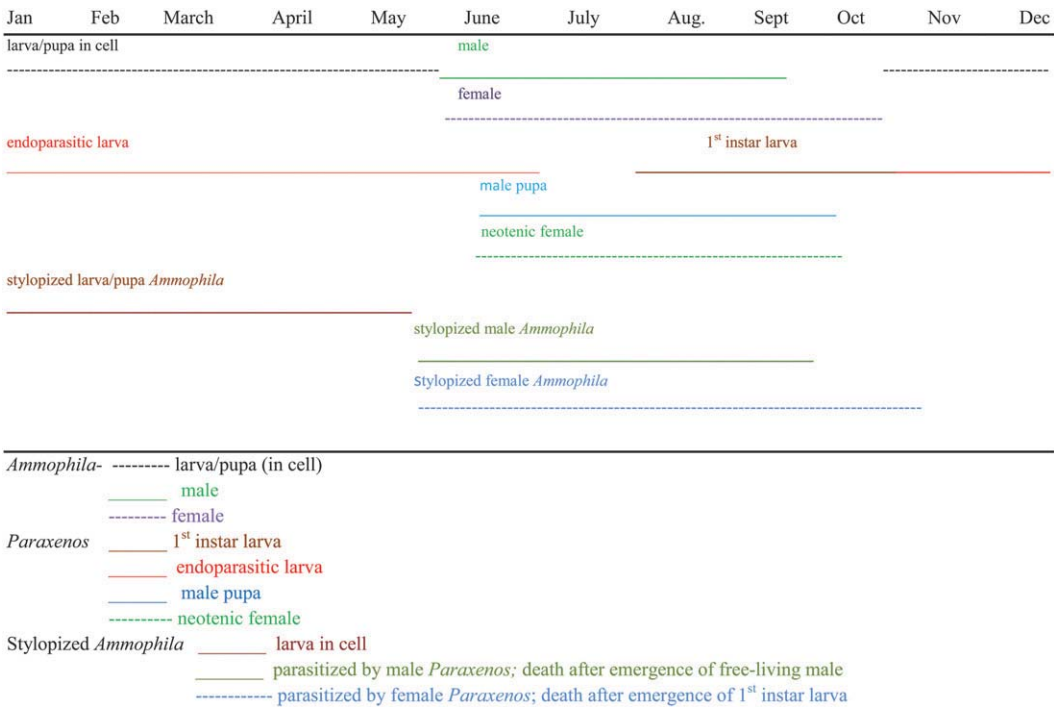 Jan Feb March April May June July Aug. Sept Oct Nov Dec
larva/pupa in cell male
female
endoparasitic larva 1st instar larva
male pupa
neotenic female
stylopized larva/pupa Ammophila
stylopized male Ammophila
Stylopized female Ammophila
Ammophila- --------- larva/pupa (in cell)
male
--------- female
Paraxenos 1st instar larva
endoparasitic larva
male pupa
---------- neotenic female
Stylopized Ammophila larva in cell
parasitized by male Paraxenos; death after emergence of free-living male
------------ parasitized by female Paraxenos; death after emergence of 1st instar larva